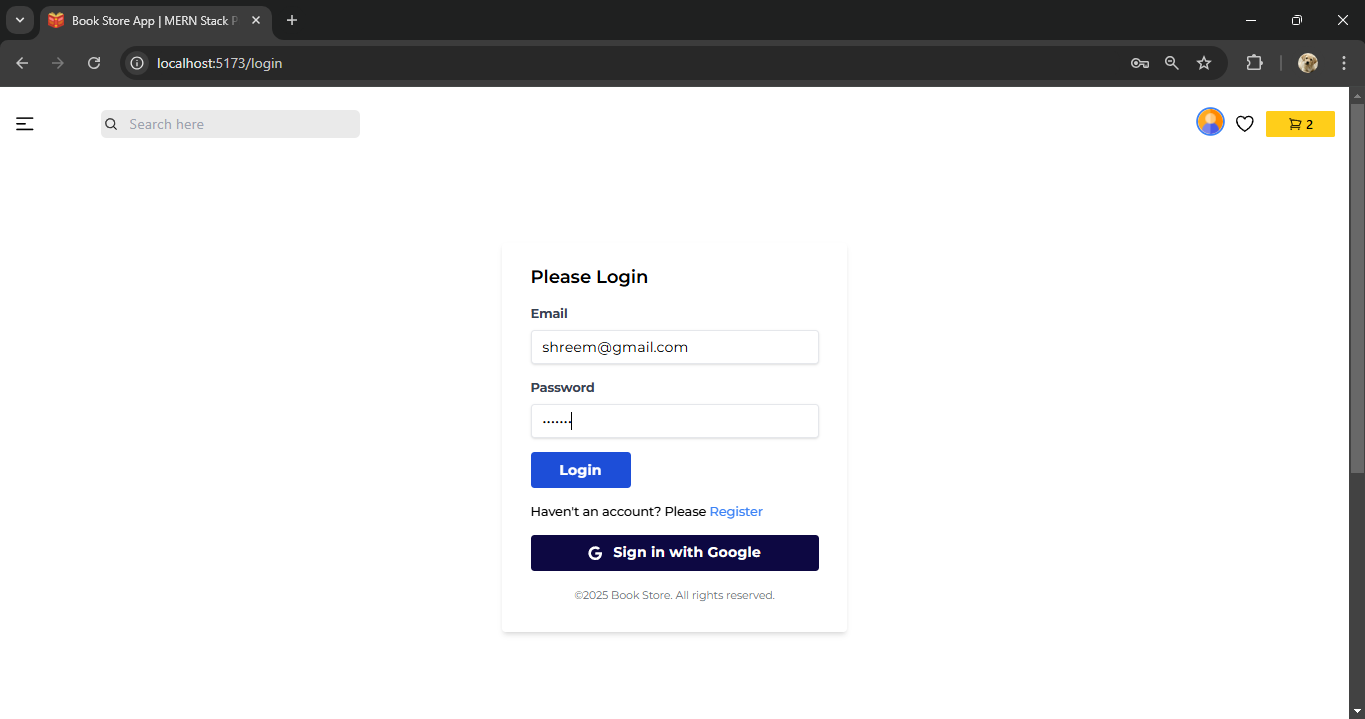 Book Store App | MERN Stack P
localhost:5173/login
Search here
2
Please Login
Email
shreem@gmail.com
Password
·······
Login
Haven't an account? Please Register
G Sign in with Google
©2025 Book Store. All rights reserved.